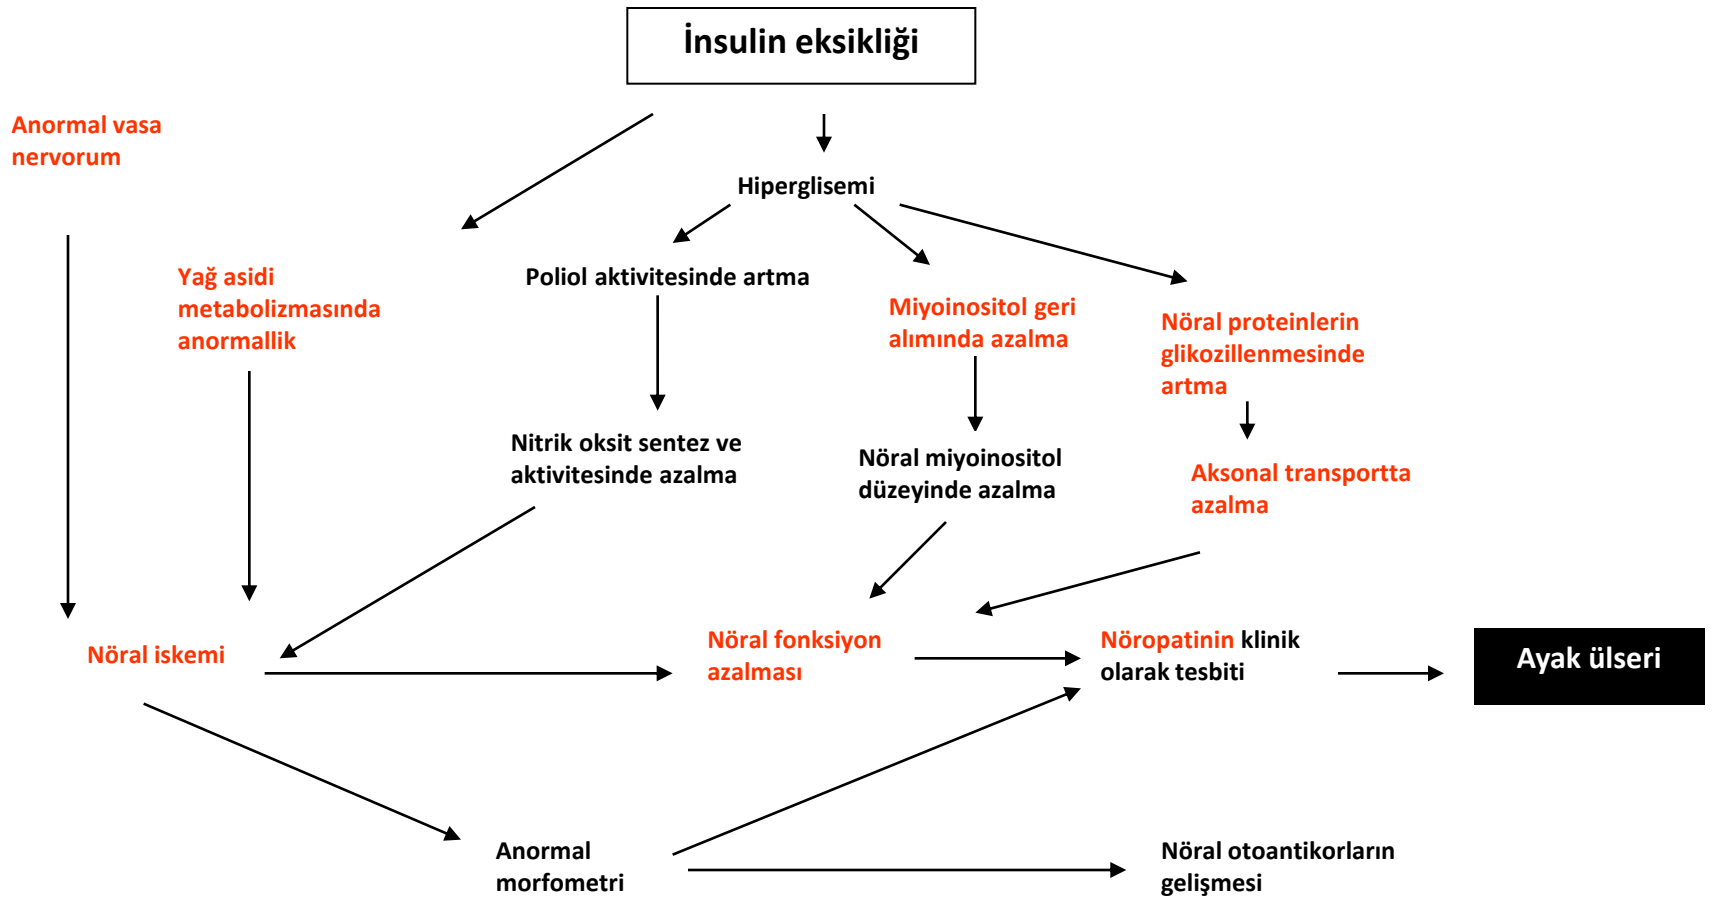 İnsulin eksikliği
Anormal vasa
nervorum
Hiperglisemi
Yağ asidi
metabolizmasında
anormallik
Poliol aktivitesinde artma
Miyoinositol geri
alımında azalma
Nöral proteinlerin
glikozillenmesinde
artma
Nitrik oksit sentez ve
aktivitesinde azalma
Nöral miyoinositol
düzeyinde azalma
Aksonal transportta
azalma
Nöral iskemi
Nöral fonksiyon
azalması
Nöropatinin klinik
olarak tesbiti
Ayak ülseri
Anormal
morfometri
Nöral otoantikorların
gelişmesi